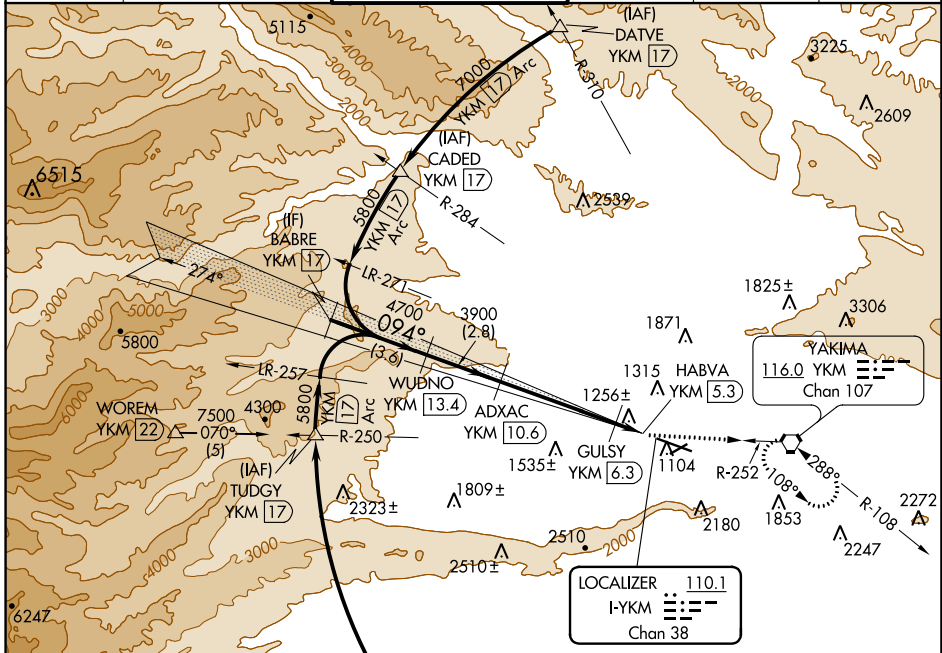 5115
(IAF)
DATVE
YKM 17
R-310
3225
2609
7000
YKM 17 Arc
3000
2000
(IAF)
CADED
YKM 17
R-284
6515
5800
YKM 17
Arc
2539
(IF)
BABRE
YKM 17
274°
LR-271
4700
094°
(3.6)
3900
(2.8)
1825 ±
3306
1871
5000
4000
3000
5800
LR-257
WUDNO
YKM 13.4
ADXAC
YKM 10.6
1315
HABVA
YKM 5.3
1256±
YAKIMA
116.0 YKM
Chan 107
WOREM
YKM 22
7500
070°
(5)
4300
5800
YKM
17
Arc
R-250
(IAF)
TUDGY
YKM 17
GULSY
YKM 6.3
1535±
1104
R-252
108°
288°
R-108
2323±
1809±
2180
1853
2272
2247
6000
4000
3000
2510
2510±
2000
6247
LOCALIZER 110.1
I-YKM
Chan 38